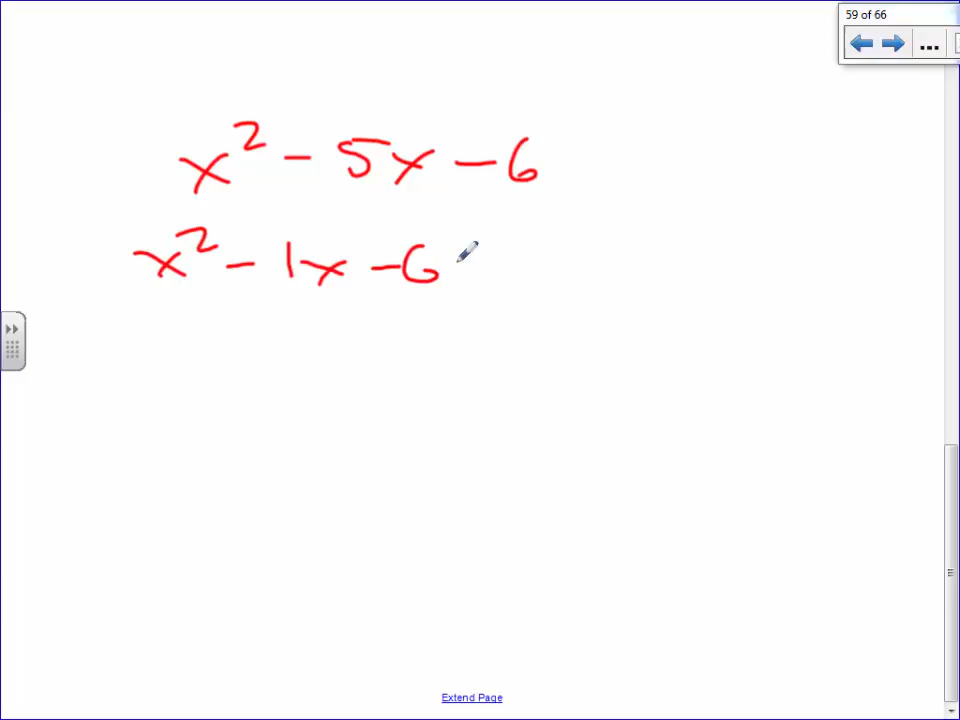 59 of 66
...
x² - 5x - 6
x² - 1x - 6
Extend Page